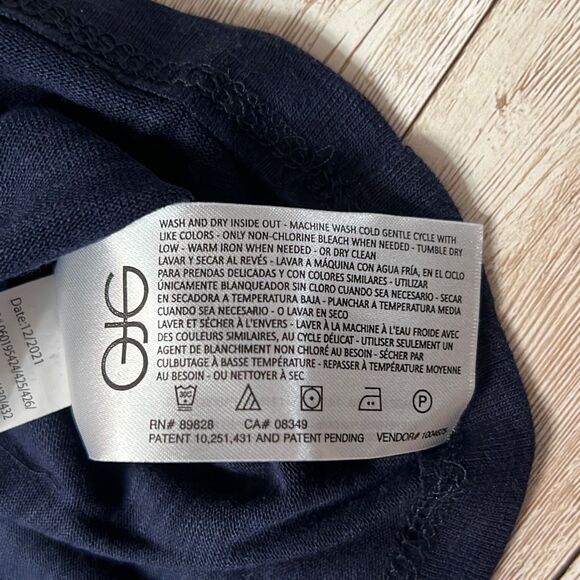 WASH AND DRY INSIDE OUT - MACHINE WASH COLD GENTLE CYCLE WITH
LIKE COLORS - ONLY NON-CHLORINE BLEACH WHEN NEEDED - TUMBLE DRY
LOW - WARM IRON WHEN NEEDED - OR DRY CLEAN
LAVAR Y SECAR AL REVÉS - LAVAR A MÁQUINA CON AGUA FRÍA, EN EL CICLO
PARA PRENDAS DELICADAS Y CON COLORES SIMILARES - UTILIZAR
ÚNICAMENTE BLANQUEADOR SIN CLORO CUANDO SEA NECESARIO - SECAR
EN SECADORA A TEMPERATURA BAJA - PLANCHAR A TEMPERATURA MEDIA
CUANDO SEA NECESARIO - O LAVAR EN SECO
LAVER ET SÉCHER À L'ENVERS - LAVER À LA MACHINE À L'EAU FROIDE AVEC
DES COULEURS SIMILAIRES, AU CYCLE DÉLICAT - UTILISER SEULEMENT UN
AGENT DE BLANCHIMENT NON CHLORÉ AU BESOIN - SÉCHER PAR
CULBUTAGE À BASSE TEMPÉRATURE - REPASSER À TEMPÉRATURE MOYENNE
AU BESOIN - OU NETTOYER À SEC
30C
P
RN# 89828 CA# 08349
PATENT 10,251,431 AND PATENT PENDING VENDOR#
Date:12/2021
060195424/425/426/